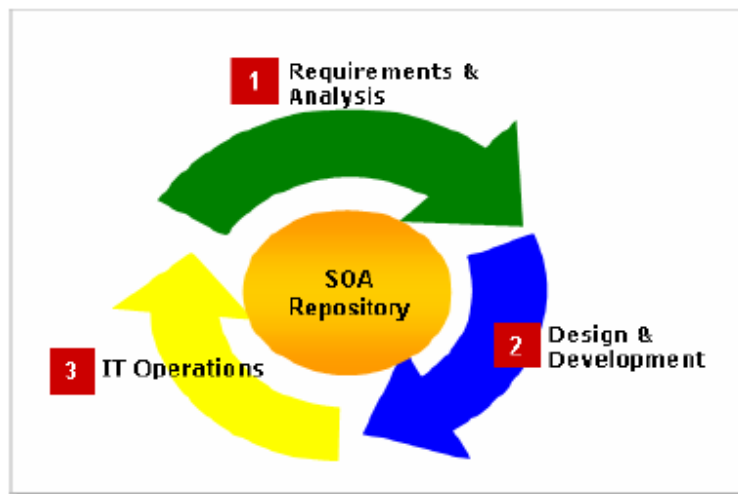 1
Requirements &
Analysis
SOA
Repository
2
Design &
Development
3
IT Operations